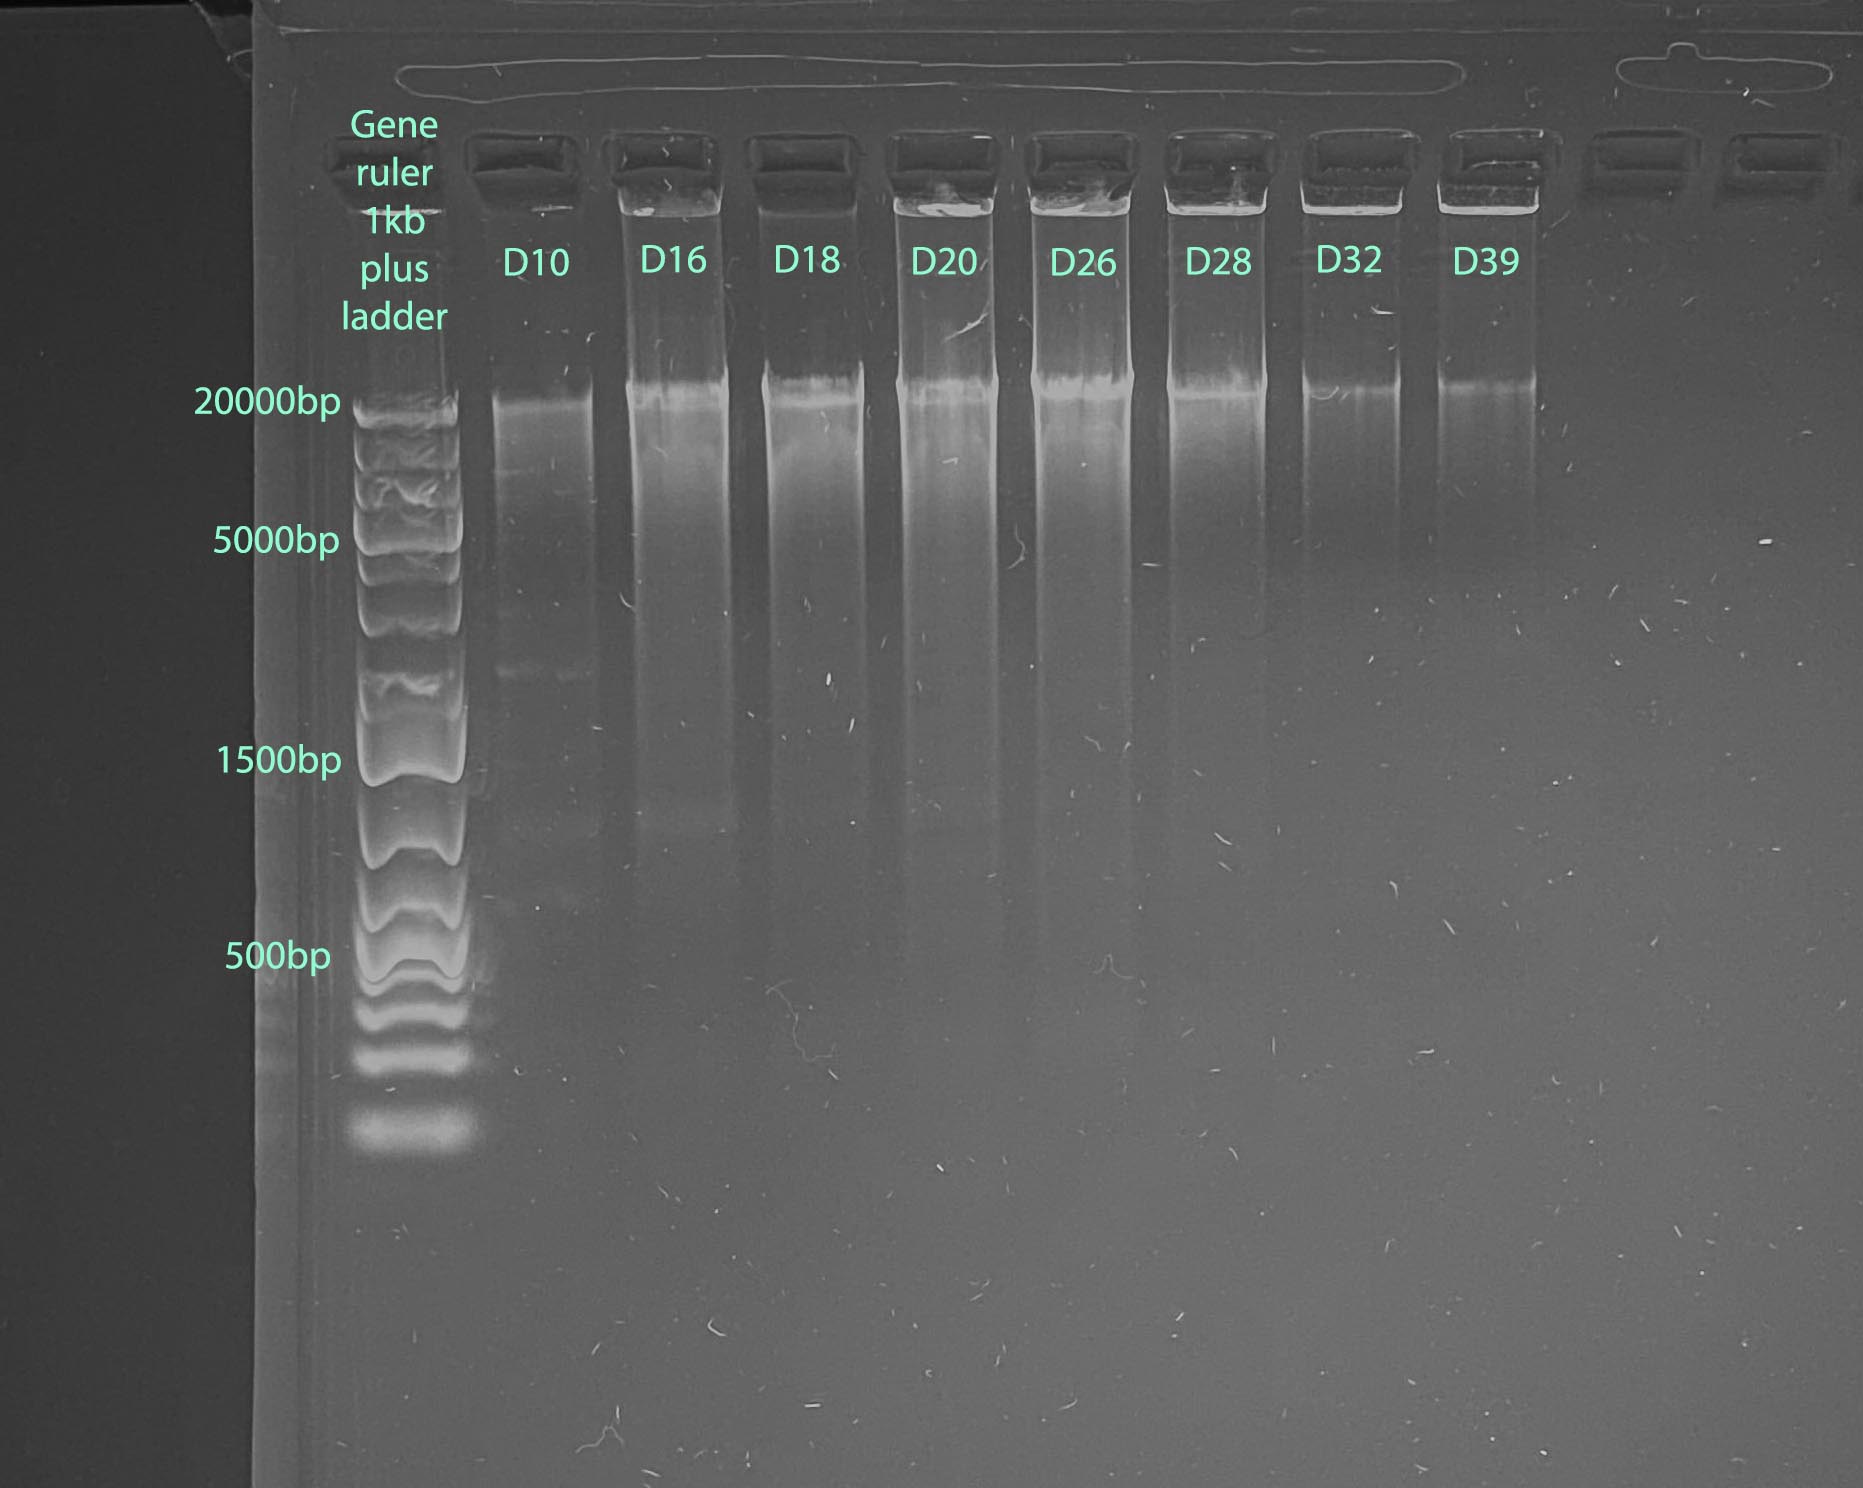 Gene
ruler
1kb
plus
ladder
D10
D16
D18
D20
D26
D28
D32
D39
20000bp
5000bp
1500bp
500bp